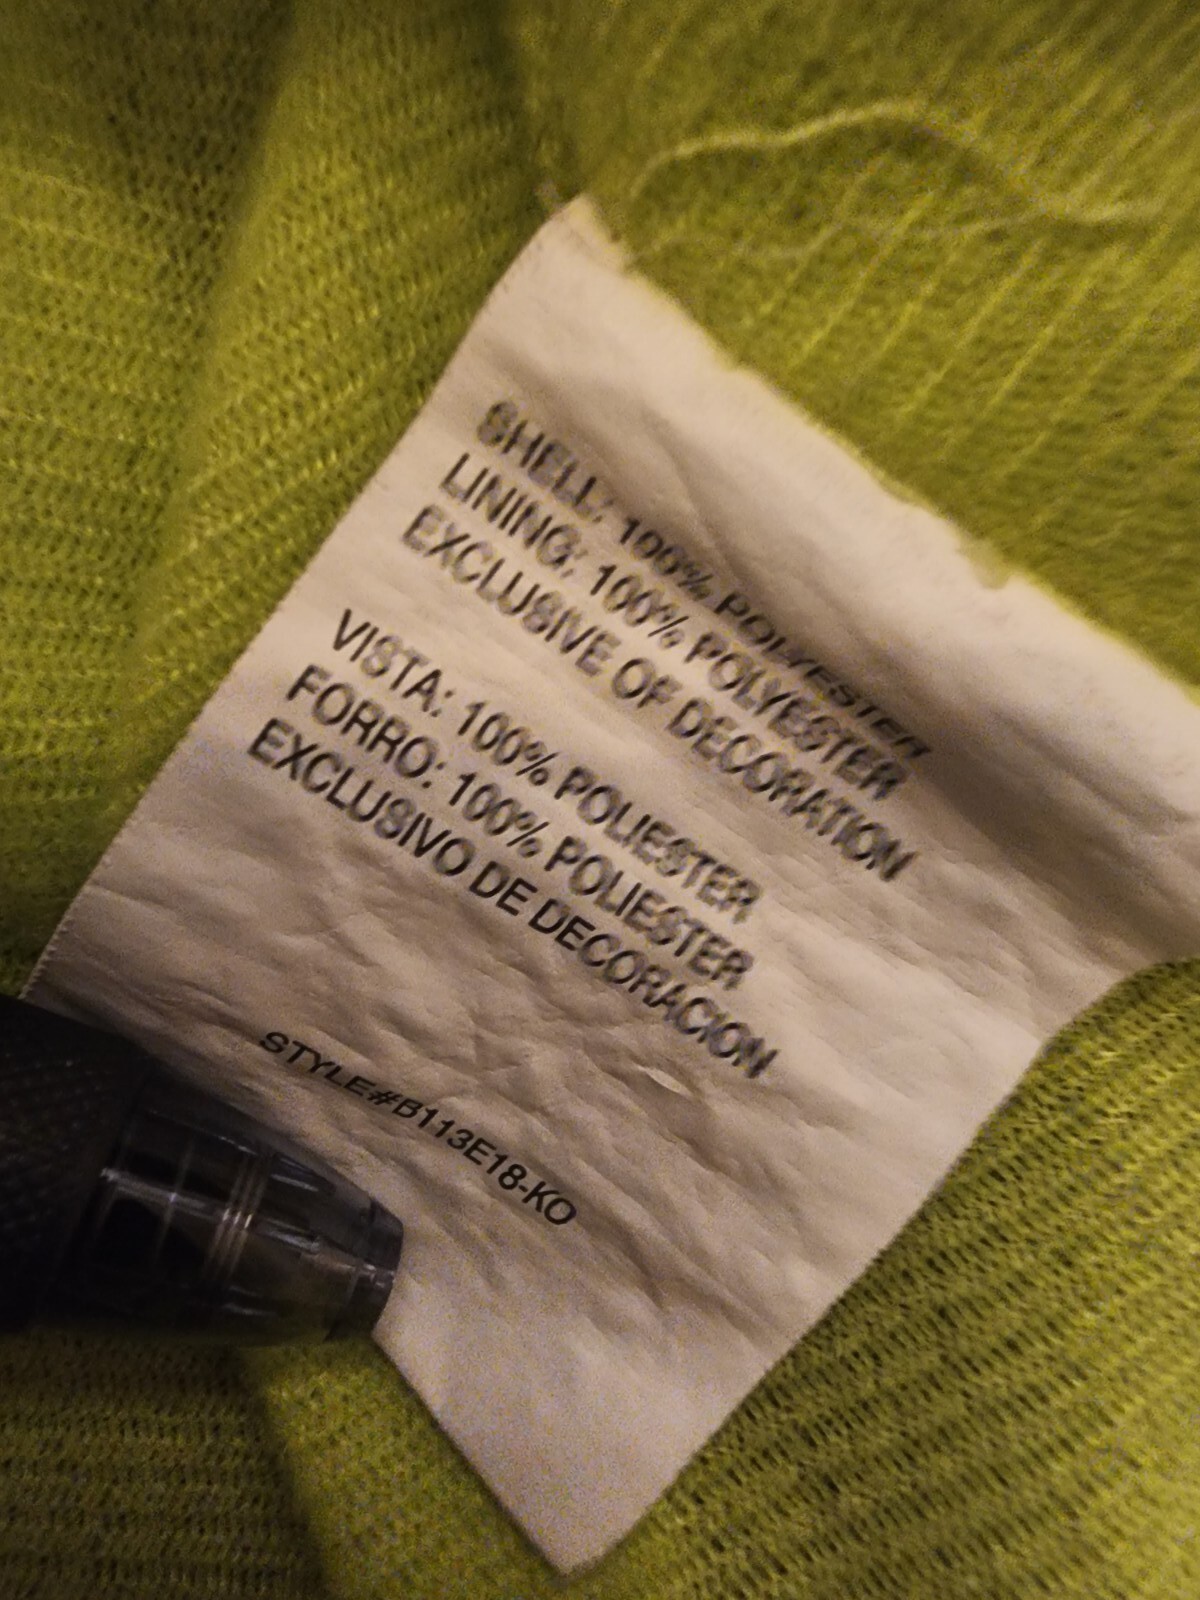 SHELL: 100% POLYESTER
LINING: 100% POLYESTER
EXCLUSIVE OF DECORATION
VISTA: 100% POLIESTER
FORRO: 100% POLIESTER
EXCLUSIVO DE DECORACION
STYLE#B113E18-KO